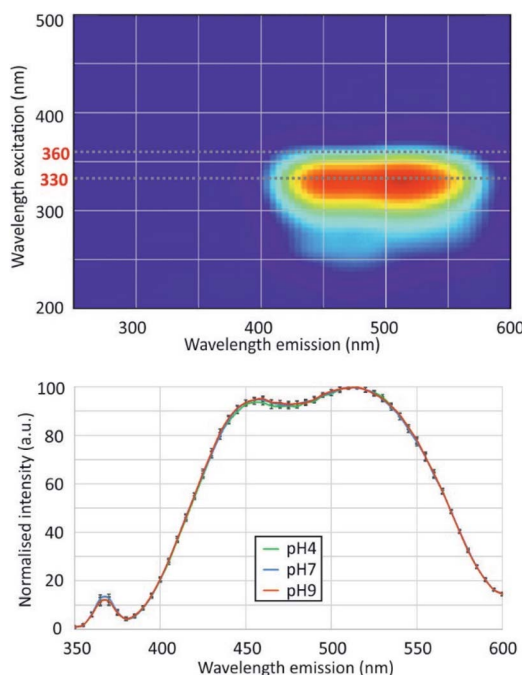 500
400
360
330
300
200
Wavelength excitation (nm)
300 400 500 600
Wavelength emission (nm)
100
80
60
40
20
0
Normalised intensity (a.u.)
pH4
pH7
pH9
350 400 450 500 550 600
Wavelength emission (nm)